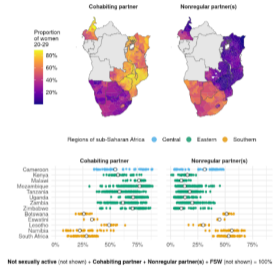 Cohabiting partner
Nonregular partner(s)
Proportion
of women
20-29
80%
60%
40%
20%
Regions of sub-Saharan Africa Central Eastern Southern
Cohabiting partner
Nonregular partner(s)
Cameroon
Kenya
Malawi
Mozambique
Tanzania
Uganda
Zambia
Zimbabwe
Botswana
Eswatini
Lesotho
Namibia
South Africa
0% 25% 50% 75%
0% 25% 50% 75%
Not sexually active (not shown) + Cohabiting partner + Nonregular partner(s) + FSW (not shown) = 100%